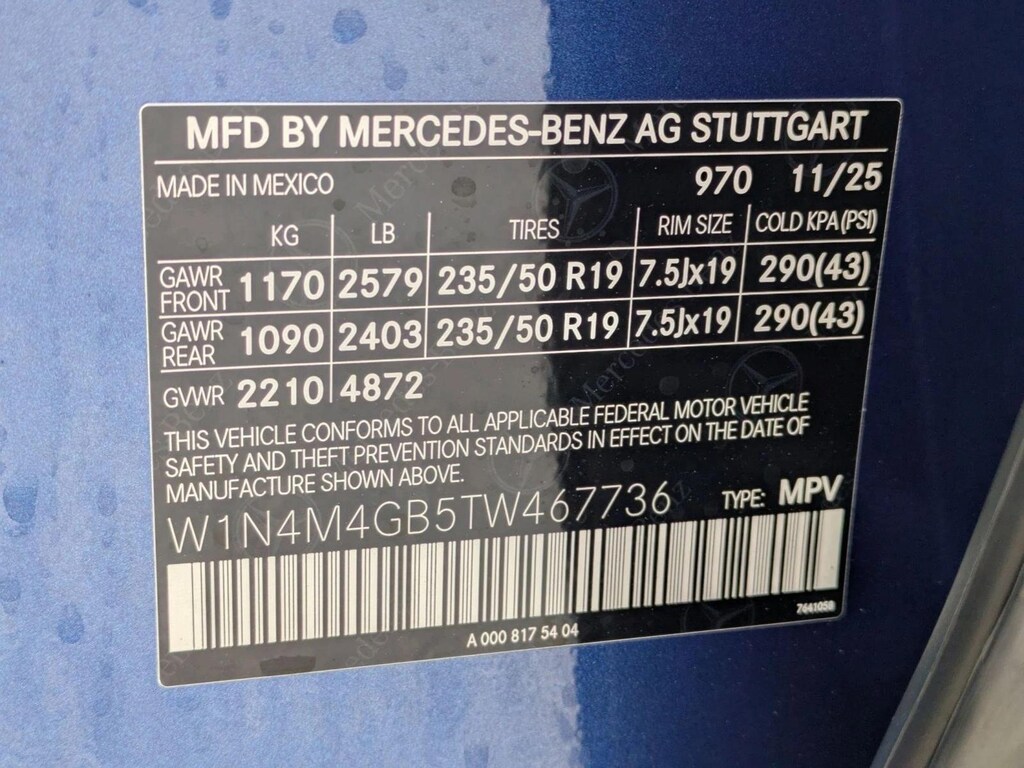 MFD BY MERCEDES-BENZ AG STUTTGART
MADE IN MEXICO 970 11/25
KG LB TIRES RIM SIZE COLD KPA (PSI)
GAWR FRONT 1170 2579 235/50 R19 7.5Jx19 290(43)
GAWR REAR 1090 2403 235/50 R19 7.5Jx19 290(43)
GVWR 2210 4872
THIS VEHICLE CONFORMS TO ALL APPLICABLE FEDERAL MOTOR VEHICLE
SAFETY AND THEFT PREVENTION STANDARDS IN EFFECT ON THE DATE OF
MANUFACTURE SHOWN ABOVE.
W1N4M4GB5TW467736 TYPE: MPV
7641058
A 000 817 54 04